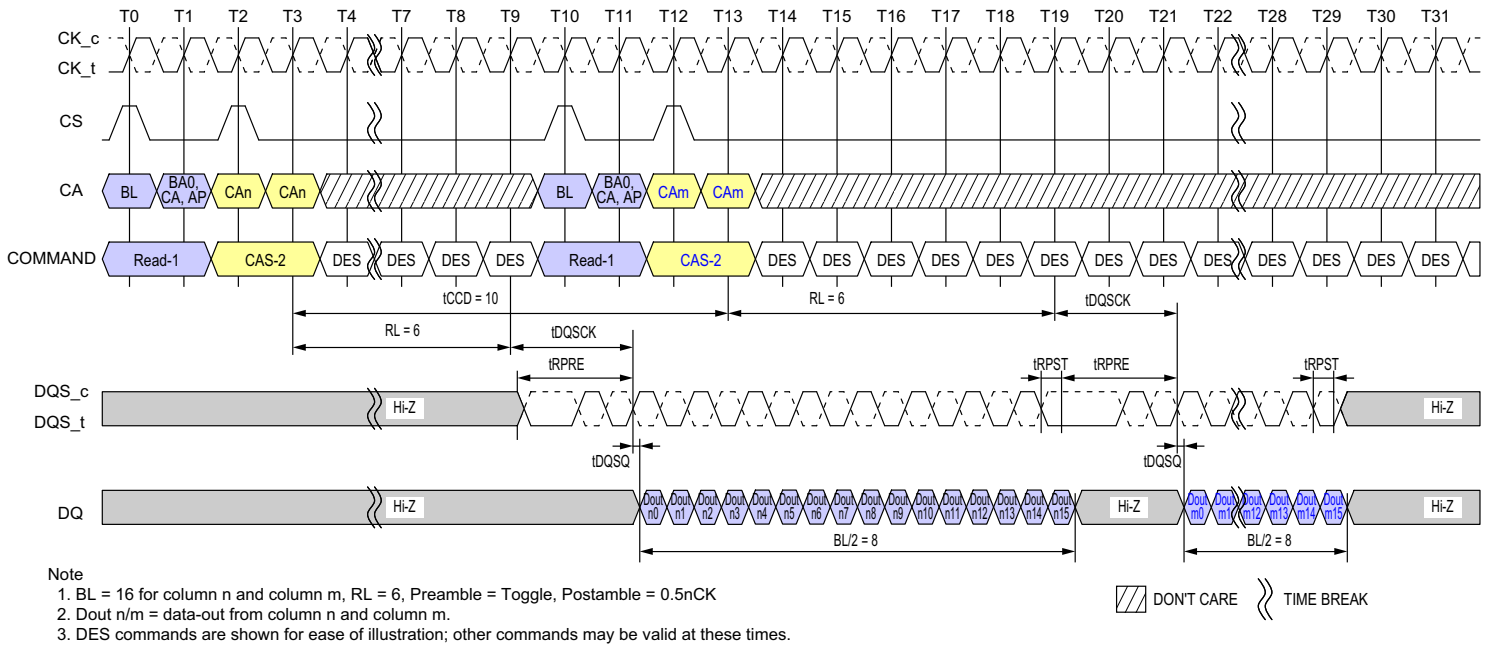 T0 T1 T2 T3 T4 T7 T8 T9 T10 T11 T12 T13 T14 T15 T16 T17 T18 T19 T20 T21 T22 T28 T29 T30 T31
CK_c
CK_t
CS
CA BL BA0, CA, AP CAn CAn BL BA0, CA, AP CAm CAm
COMMAND Read-1 CAS-2 DES DES DES DES Read-1 CAS-2 DES DES DES DES DES DES DES DES DES DES DES DES DES
tCCD = 10 RL = 6 tDQSCK
RL = 6 tDQSCK
tRPRE tRPST tRPRE tRPST
DQS_c
DQS_t
Hi-Z Hi-Z
tDQSQ tDQSQ
DQ Hi-Z Dout n0 Dout n1 Dout n2 Dout n3 Dout n4 Dout n5 Dout n6 Dout n7 Dout n8 Dout n9 Dout n10 Dout n11 Dout n12 Dout n13 Dout n14 Dout n15 Hi-Z Dout m0 Dout m1 Dout m12 Dout m13 Dout m14 Dout m15 Hi-Z
BL/2 = 8 BL/2 = 8
Note
1. BL = 16 for column n and column m, RL = 6, Preamble = Toggle, Postamble = 0.5nCK
2. Dout n/m = data-out from column n and column m.
3. DES commands are shown for ease of illustration; other commands may be valid at these times.
DON'T CARE TIME BREAK